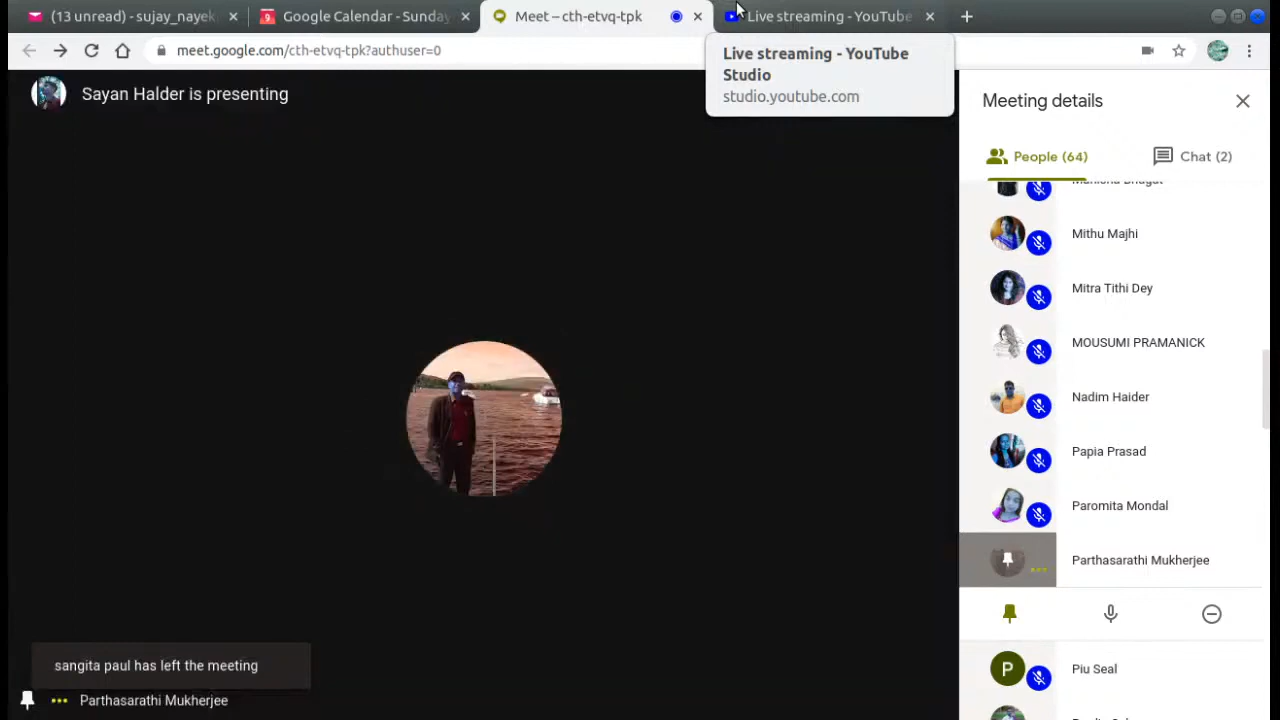 (13 unread) - sujay_nayek
Google Calendar - Sunday
Meet – cth-etvq-tpk
Live streaming - YouTube
meet.google.com/cth-etvq-tpk?authuser=0
Live streaming - YouTube
Studio
studio.youtube.com
Sayan Halder is presenting
Meeting details
People (64)
Chat (2)
Mithu Majhi
Mitra Tithi Dey
MOUSUMI PRAMANICK
Nadim Haider
Papia Prasad
Paromita Mondal
Parthasarathi Mukherjee
P
Piu Seal
sangita paul has left the meeting
Parthasarathi Mukherjee